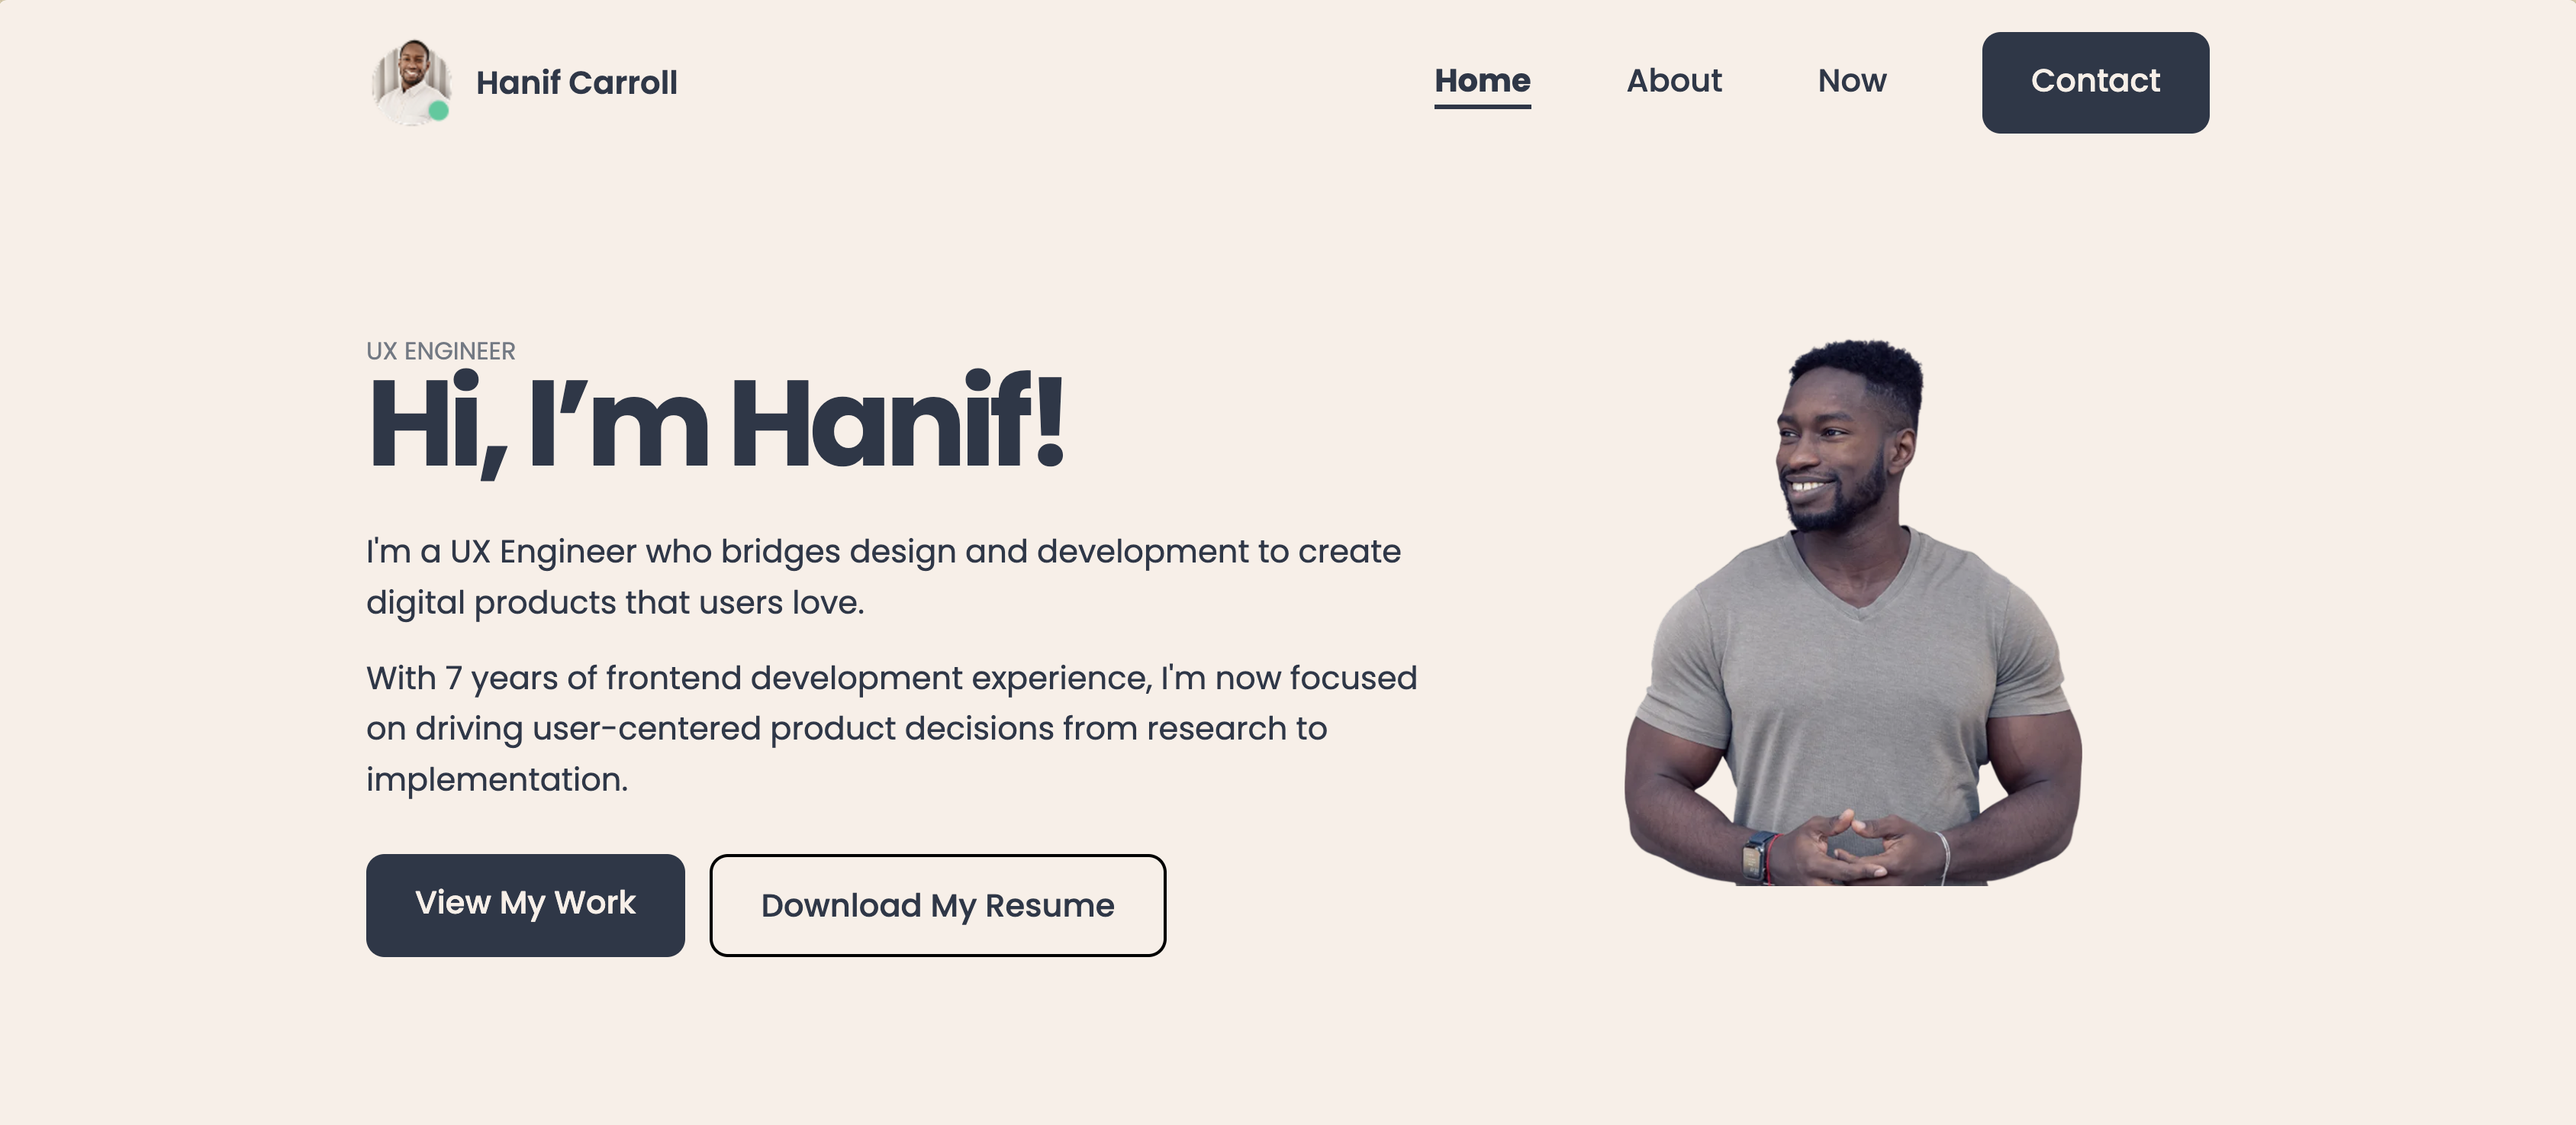 Hanif Carroll
Home
About
Now
Contact
UX ENGINEER
Hi, I’m Hanif!
I'm a UX Engineer who bridges design and development to create
digital products that users love.
With 7 years of frontend development experience, I'm now focused
on driving user-centered product decisions from research to
implementation.
View My Work
Download My Resume